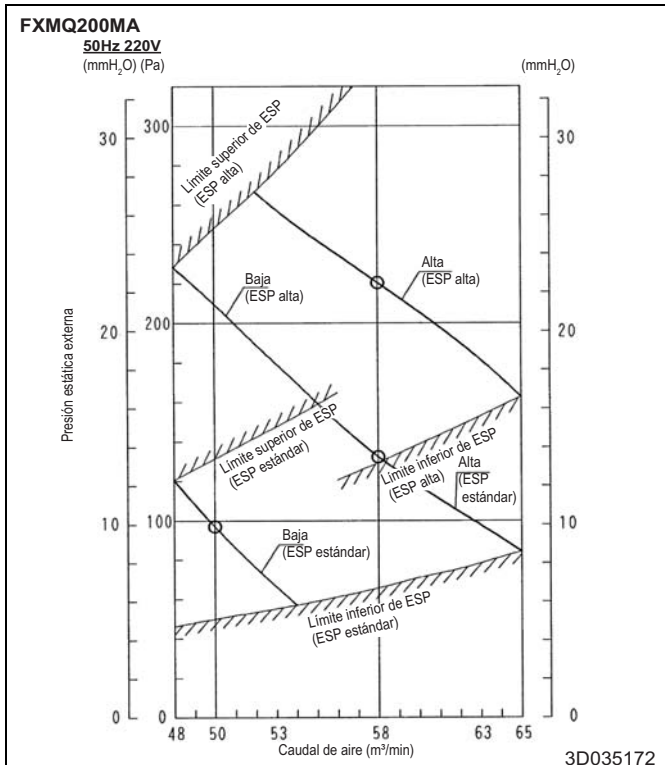 FXMQ200MA
50Hz 220V
(mmH₂O) (Pa)
(mmH₂O)
30
300
30
Límite superior de ESP
(ESP alta)
Alta
(ESP alta)
Baja
(ESP alta)
20
200
20
Presión estática externa
Límite superior de ESP
(ESP estándar)
Límite inferior de ESP
(ESP alta)
Alta
(ESP
estándar)
10
100
10
Baja
(ESP estándar)
Límite inferior de ESP
(ESP estándar)
0
0
0
48 50 53 58 63 65
Caudal de aire (m³/min)
3D035172